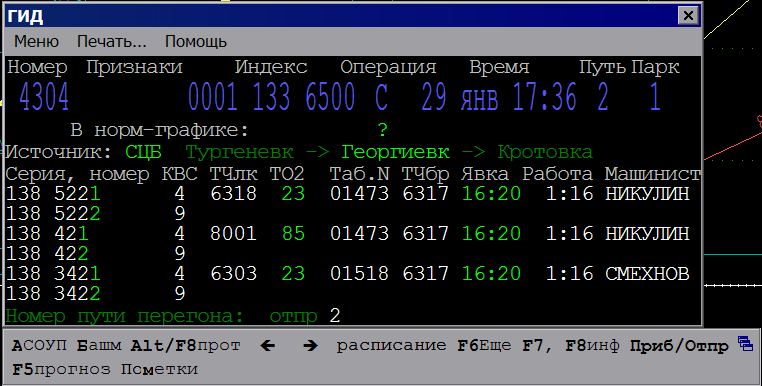 ГИД
Меню Печать... Помощь
Номер Признаки Индекс Операция Время Путь Парк
4304 0001 133 6500 С 29 янв 17:36 2 1
В норм-графике: ?
Источник: СЦБ Тургеневк -> Георгиевк -> Кротовка
Серия, номер КВС ТЧлк ТО2 Таб.N ТЧбр Явка Работа Машинист
138 5221 4 6318 23 01473 6317 16:20 1:16 НИКУЛИН
138 5222 9
138 421 4 8001 85 01473 6317 16:20 1:16 НИКУЛИН
138 422 9
138 3421 4 6303 23 01518 6317 16:20 1:16 СМЕХНОВ
138 3422 9
Номер пути перегона: отпр 2
АСОУП Башм Alt/F8прот ← → расписание F6Еще F7, F8инф Приб/Отпр
F5прогноз Пометки